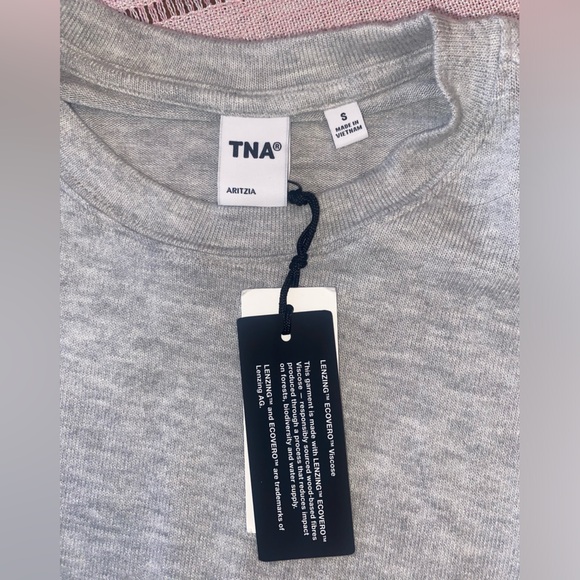 TNA®
ARITZIA
S
MADE IN
VIETNAM
LENZING™ ECOVERO™ Viscose
This garment is made with LENZING™ ECOVERO™
Viscose — responsibly sourced wood-based fibres
produced through a process that reduces impact
on forests, biodiversity and water supply.
LENZING™ and ECOVERO™ are trademarks of
Lenzing AG.